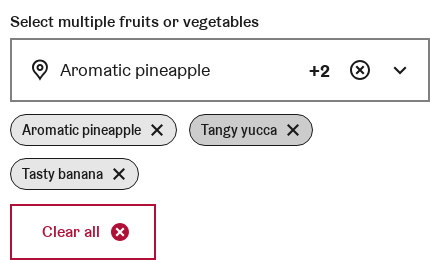 Select multiple fruits or vegetables
Aromatic pineapple +2
Aromatic pineapple Tangy yucca
Tasty banana
Clear all